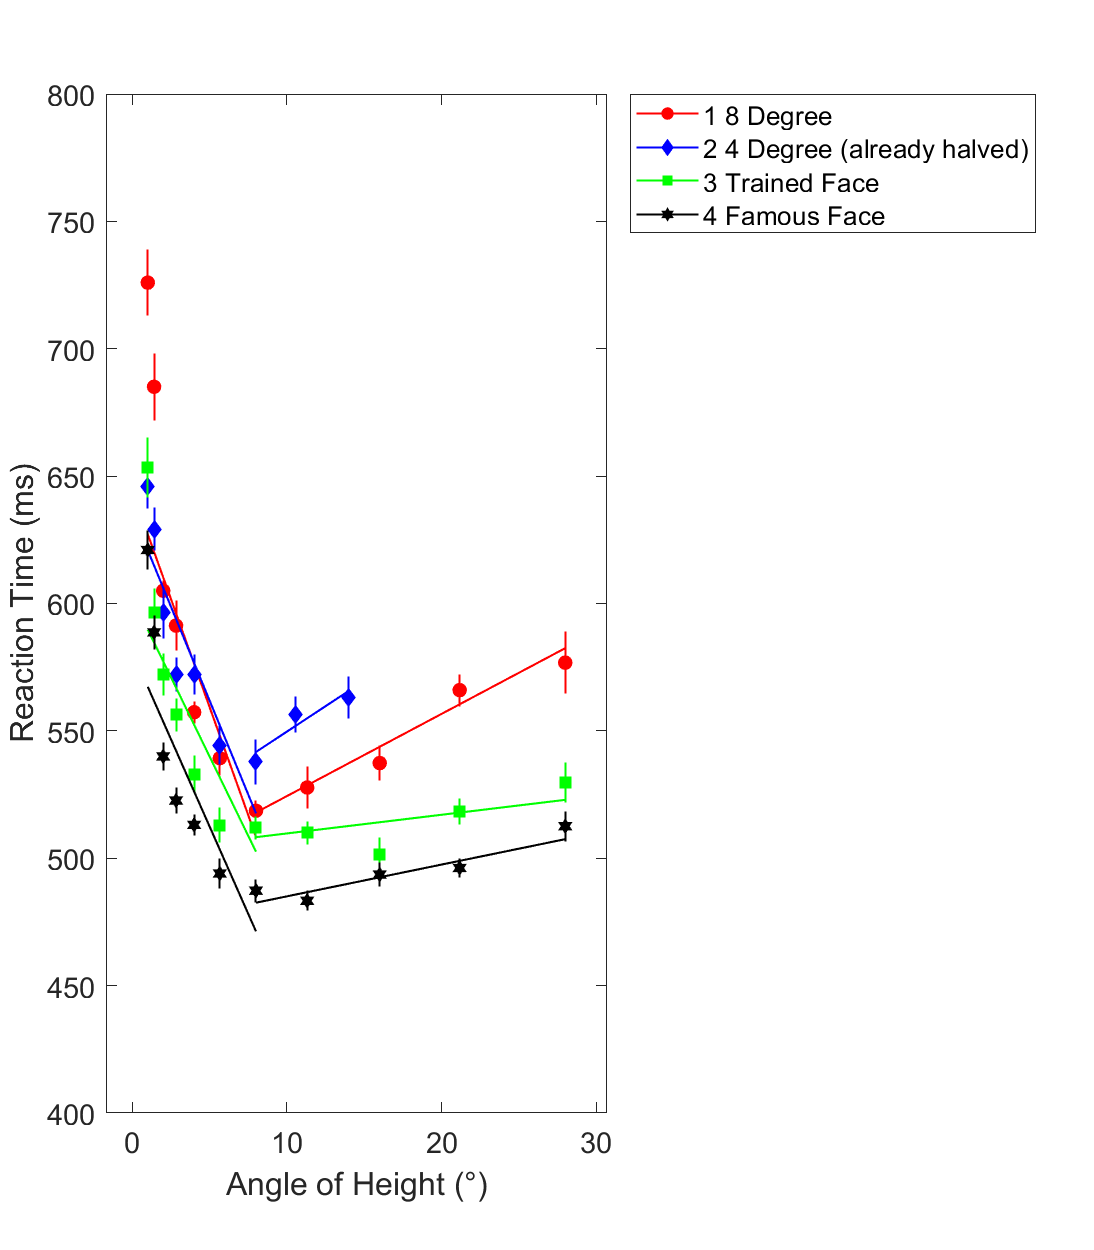 800
750
700
650
600
550
500
450
400
0
10
20
30
Reaction Time (ms)
Angle of Height (°)
1 8 Degree
2 4 Degree (already halved)
3 Trained Face
4 Famous Face